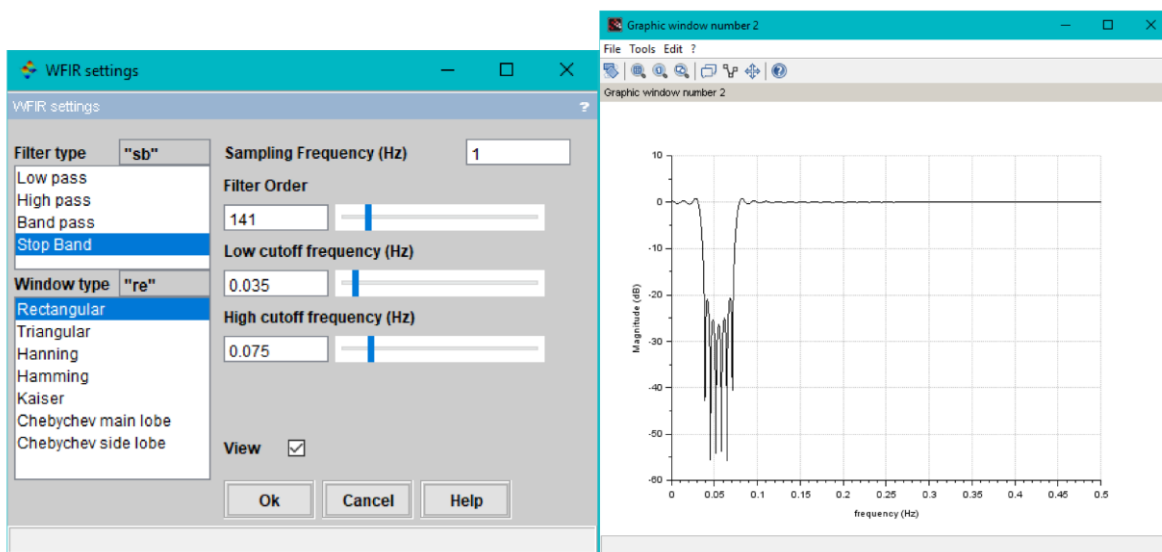 WFIR settings
WFIR settings
?
Filter type "sb"
Low pass
High pass
Band pass
Stop Band
Window type "re"
Rectangular
Triangular
Hanning
Hamming
Kaiser
Chebychev main lobe
Chebychev side lobe
Sampling Frequency (Hz) 1
Filter Order
141
Low cutoff frequency (Hz)
0.035
High cutoff frequency (Hz)
0.075
View
Ok Cancel Help
Graphic window number 2
File Tools Edit ?
Graphic window number 2
10
0
-10
-20
-30
-40
-50
-60
Magnitude (dB)
0 0.05 0.1 0.15 0.2 0.25 0.3 0.35 0.4 0.45 0.5
frequency (Hz)